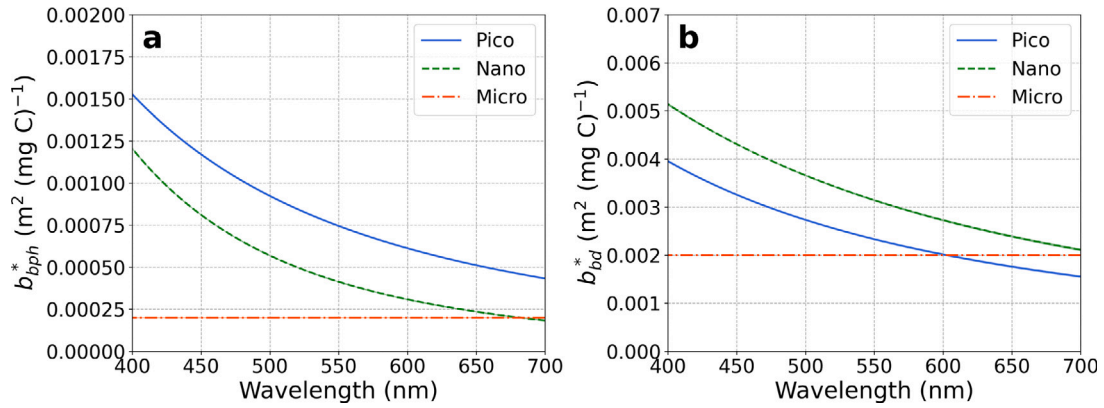 a
Pico
Nano
Micro
0.00200
0.00175
0.00150
0.00125
0.00100
0.00075
0.00050
0.00025
0.00000
b*bph (m2 (mg C)−1
400 450 500 550 600 650 700
Wavelength (nm)
b
Pico
Nano
Micro
0.007
0.006
0.005
0.004
0.003
0.002
0.001
0.000
b*bd (m2 (mg C)−1
400 450 500 550 600 650 700
Wavelength (nm)